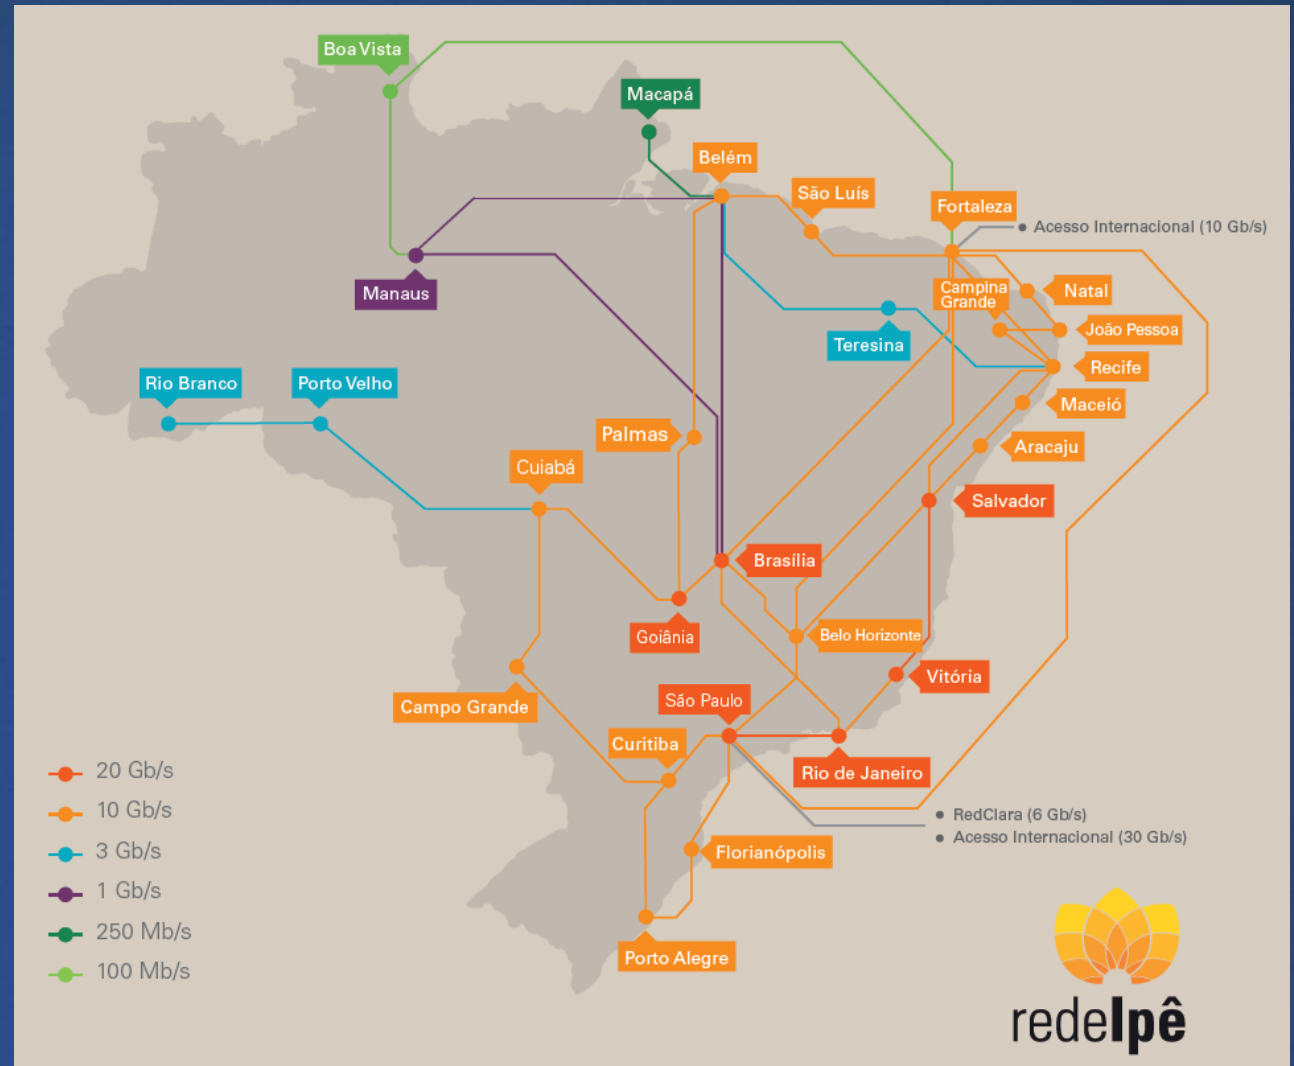 Boa Vista
Macapá
Belém
São Luís
Fortaleza
Acesso Internacional (10 Gb/s)
Manaus
Campina
Grande
Natal
João Pessoa
Teresina
Recife
Rio Branco
Porto Velho
Maceió
Palmas
Aracaju
Cuiabá
Salvador
Brasília
Goiânia
Belo Horizonte
Vitória
São Paulo
Campo Grande
Curitiba
Rio de Janeiro
20 Gb/s
10 Gb/s
3 Gb/s
1 Gb/s
250 Mb/s
100 Mb/s
RedClara (6 Gb/s)
Acesso Internacional (30 Gb/s)
Florianópolis
Porto Alegre
redeIpê